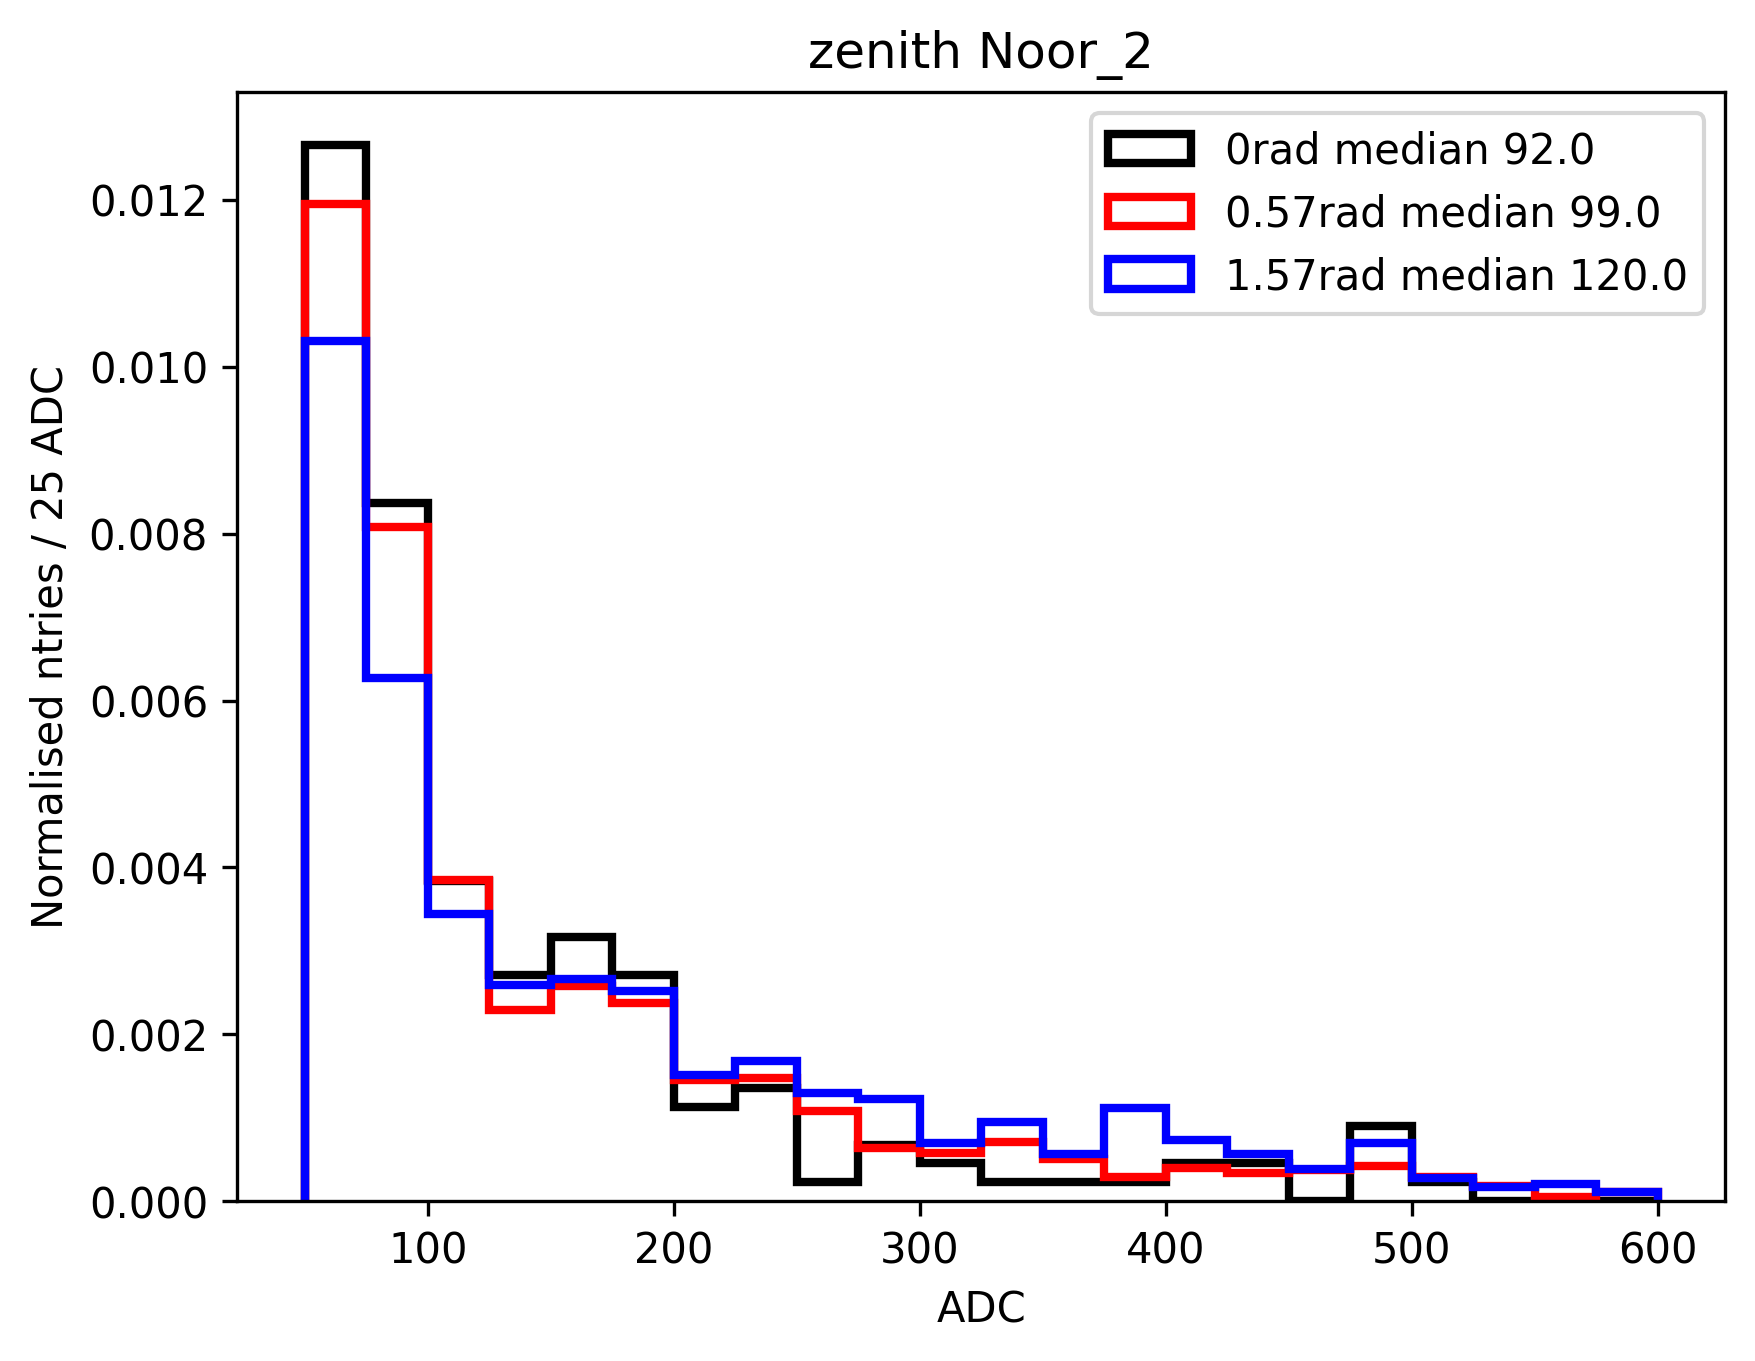 zenith Noor_2
0rad median 92.0
0.57rad median 99.0
1.57rad median 120.0
Normalised ntries / 25 ADC
0.012
0.010
0.008
0.006
0.004
0.002
0.000
100 200 300 400 500 600
ADC